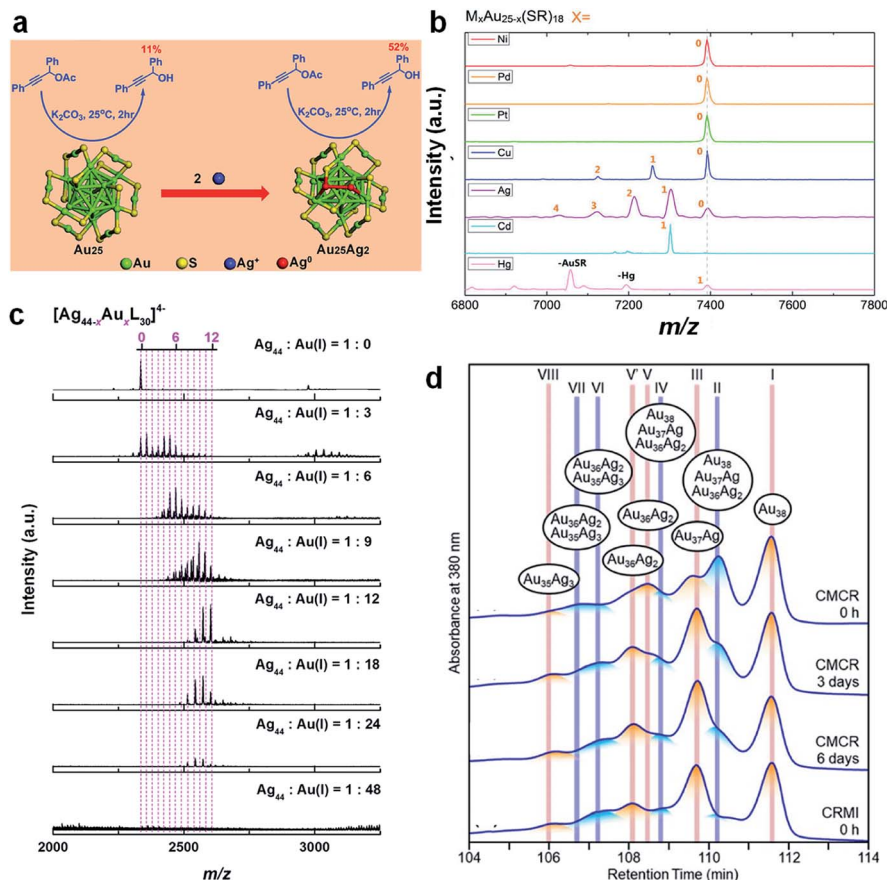 a
Ph
OAc
Ph
11%
Ph
OH
Ph
K₂CO₃, 25°C, 2hr
Ph
OAc
Ph
52%
Ph
OH
Ph
K₂CO₃, 25°C, 2hr
2
Au₂₅
Au₂₅Ag₂
Au
S
Ag⁺
Ag⁰
b
MₓAu₂₅₋ₓ(SR)₁₈ X=
Intensity (a.u.)
Ni
0
Pd
0
Pt
0
Cu
2
1
0
Ag
4
3
2
1
0
Cd
1
Hg
-AuSR
-Hg
1
6800 7000 7200 7400 7600 7800
m/z
c
[Ag₄₄₋ₓAuₓL₃₀]⁴⁻
0 6 12
Intensity (a.u.)
Ag₄₄ : Au(I) = 1 : 0
Ag₄₄ : Au(I) = 1 : 3
Ag₄₄ : Au(I) = 1 : 6
Ag₄₄ : Au(I) = 1 : 9
Ag₄₄ : Au(I) = 1 : 12
Ag₄₄ : Au(I) = 1 : 18
Ag₄₄ : Au(I) = 1 : 24
Ag₄₄ : Au(I) = 1 : 48
2000 2500 3000
m/z
d
VIII VII VI V' V IV III II I
Au₃₈
Au₃₇Ag
Au₃₆Ag₂
Au₃₆Ag₂
Au₃₅Ag₃
Au₃₈
Au₃₇Ag
Au₃₆Ag₂
Au₃₆Ag₂
Au₃₅Ag₃
Au₃₆Ag₂
Au₃₈
Au₃₇Ag
Au₃₆Ag₂
Au₃₅Ag₃
Absorbance at 380 nm
CMCR
0 h
CMCR
3 days
CMCR
6 days
CRMI
0 h
104 106 108 110 112 114
Retention Time (min)